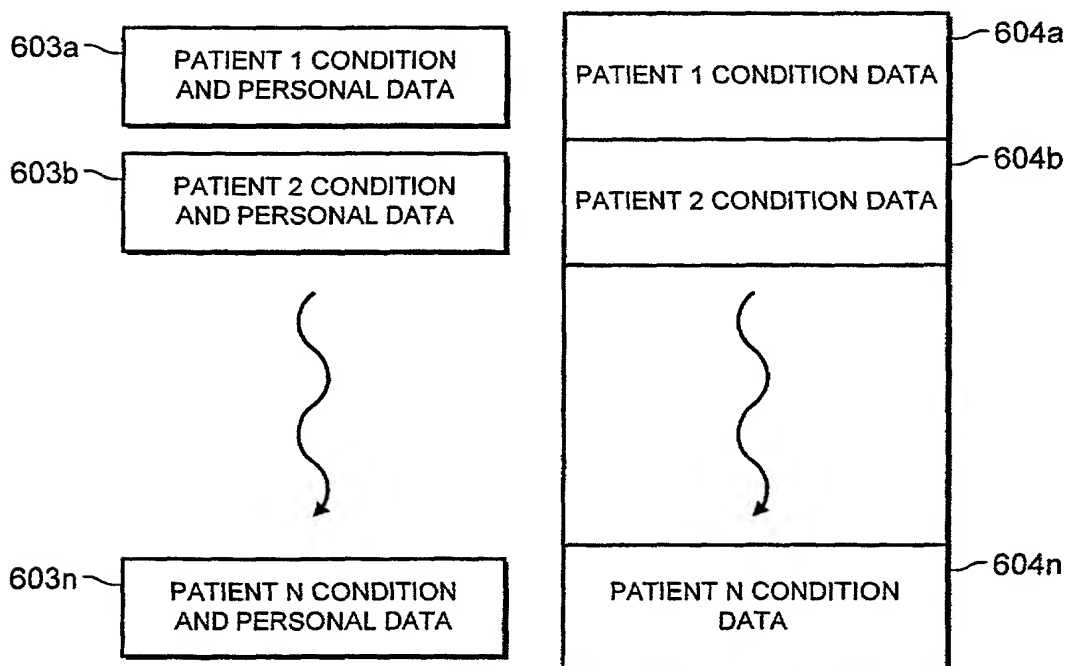 603a
PATIENT 1 CONDITION
AND PERSONAL DATA
603b
PATIENT 2 CONDITION
AND PERSONAL DATA
603n
PATIENT N CONDITION
AND PERSONAL DATA
604a
PATIENT 1 CONDITION DATA
604b
PATIENT 2 CONDITION DATA
604n
PATIENT N CONDITION
DATA